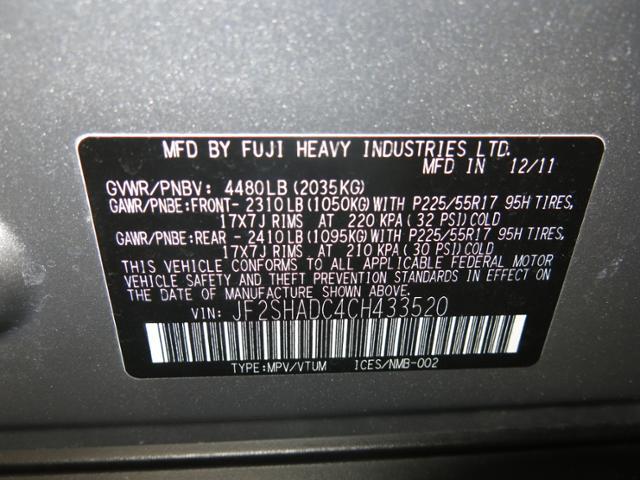 MFD BY FUJI HEAVY INDUSTRIES LTD.
MFD IN 12/11
GVWR/PNBV: 4480LB(2035KG)
GAWR/PNBE:FRONT- 2310LB(1050KG)WITH P225/55R17 95H TIRES,
17X7J RIMS AT 220 KPA(32 PSI)COLD
GAWR/PNBE:REAR - 2410LB(1095KG)WITH P225/55R17 95H TIRES,
17X7J RIMS AT 210 KPA(30 PSI)COLD
THIS VEHICLE CONFORMS TO ALL APPLICABLE FEDERAL MOTOR
VEHICLE SAFETY AND THEFT PREVENTION STANDARDS IN EFFECT ON
THE DATE OF MANUFACTURE SHOWN ABOVE.
VIN: JF2SHADC4CH433520
TYPE:MPV/VTUM ICES/NMB-002